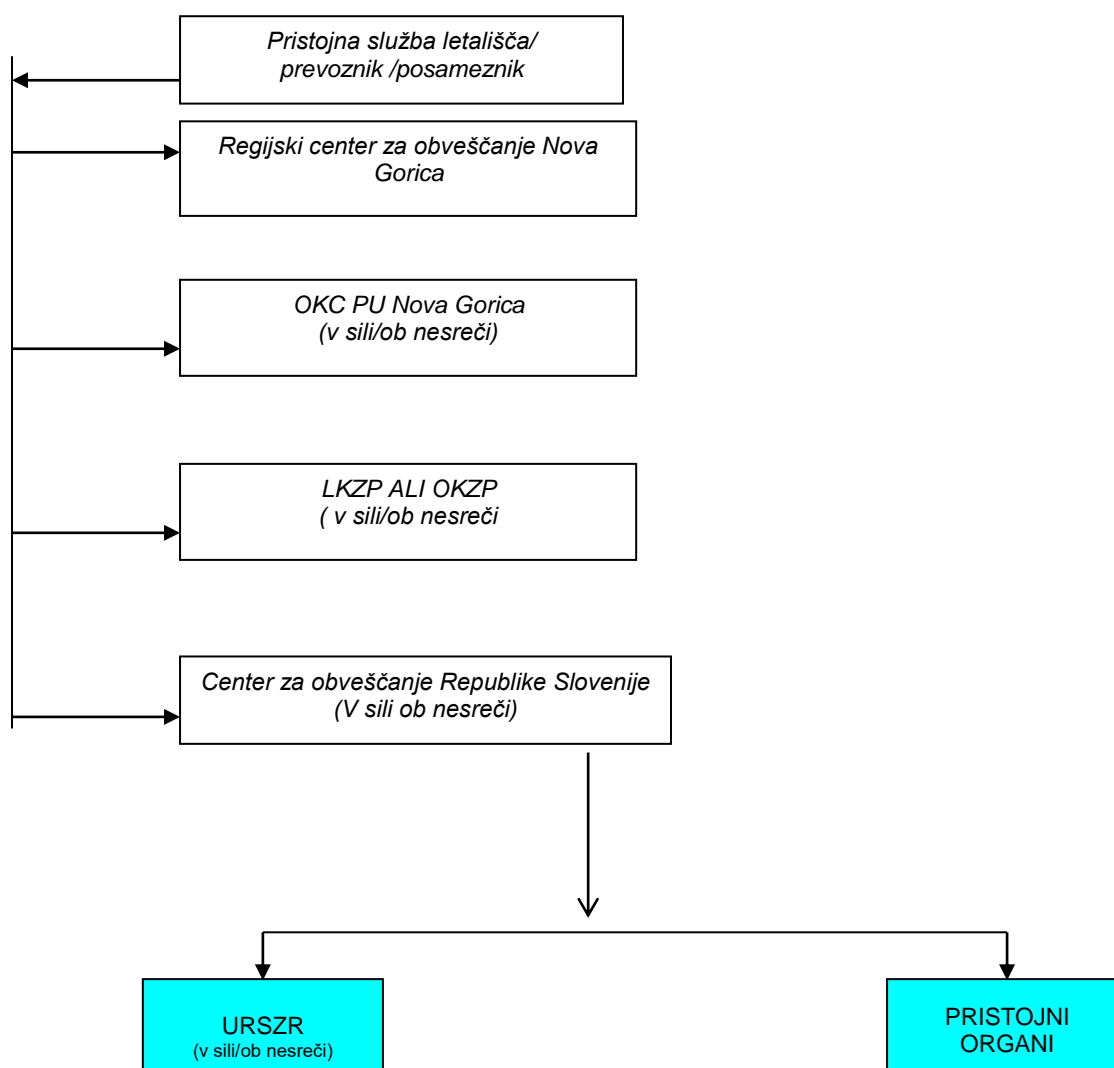 Pristojna služba letališča/
prevoznik /posameznik
Regijski center za obveščanje Nova
Gorica
OKC PU Nova Gorica
(v sili/ob nesreči)
LKZP ALI OKZP
( v sili/ob nesreči
Center za obveščanje Republike Slovenije
(V sili ob nesreči)
URSZR
(v sili/ob nesreči)
PRISTOJNI
ORGANI